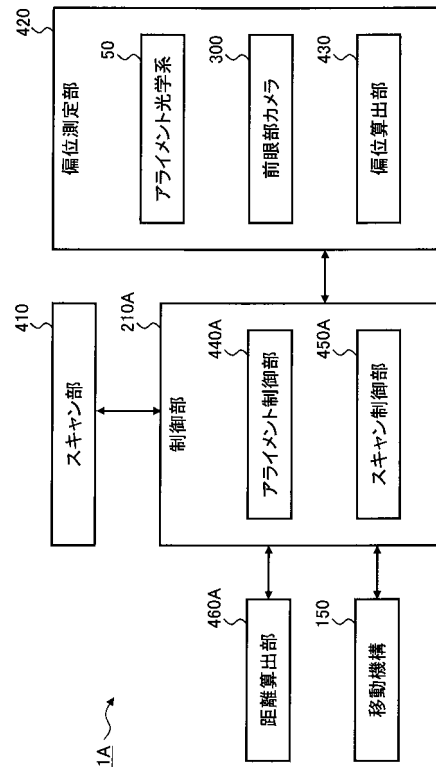 1A
スキャン部
410
制御部
210A
アライメント制御部
440A
スキャン制御部
450A
距離算出部
460A
移動機構
150
偏位測定部
420
アライメント光学系
50
前眼部カメラ
300
偏位算出部
430